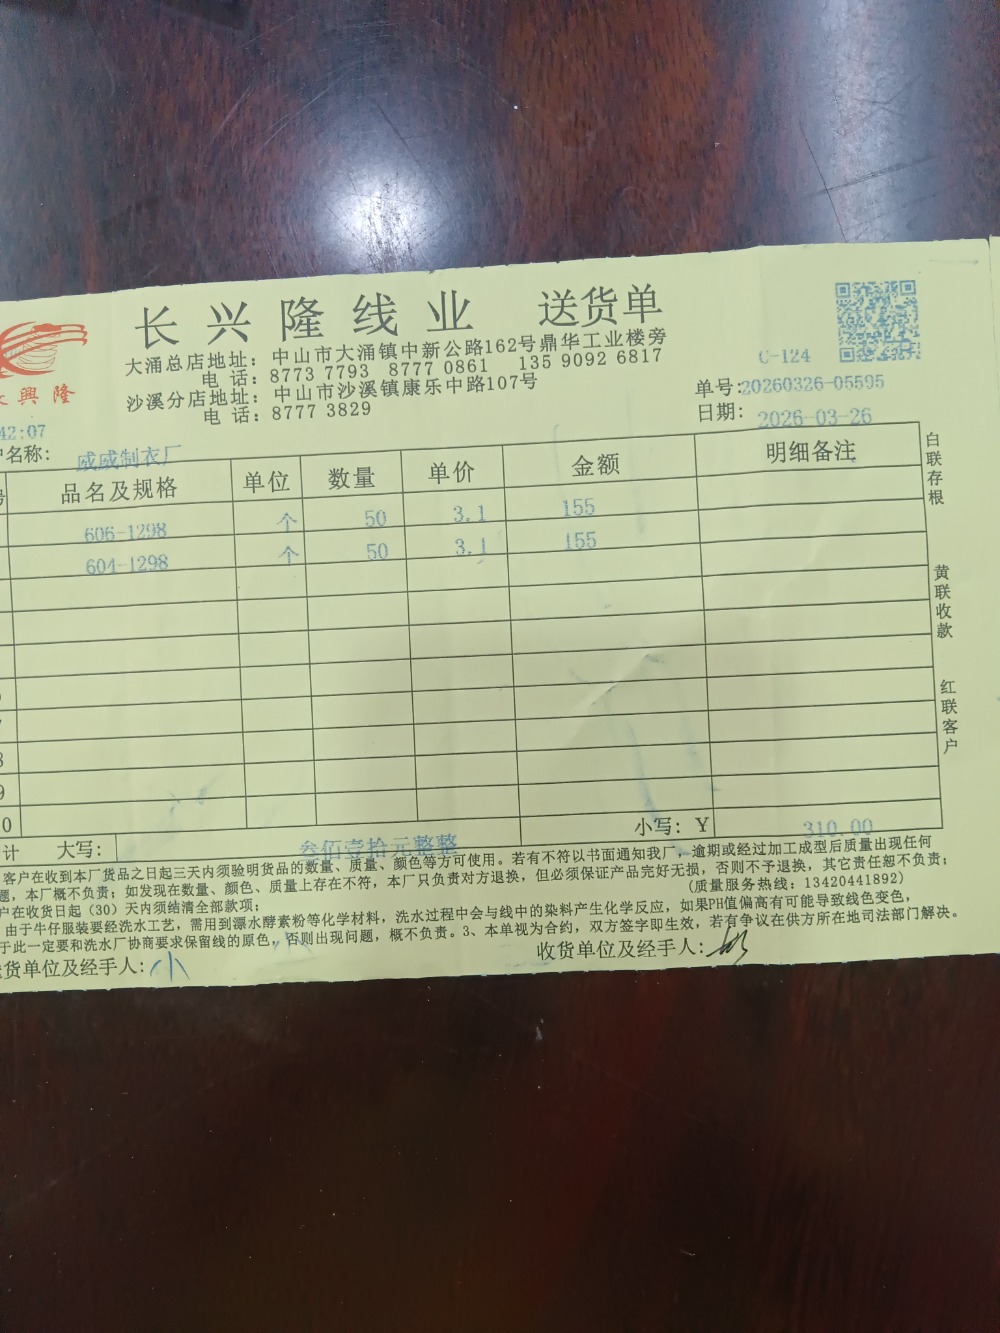 长兴隆线业 送货单
大涌总店地址：中山市大涌镇中新公路162号鼎华工业楼旁
电 话：8773 7793 8777 0861 135 9092 6817
沙溪分店地址：中山市沙溪镇康乐中路107号
电 话：8777 3829
興隆
C-124
单号:20260326-05595
日期: 2026-03-26
42:07
名称: 威威制衣厂
品名及规格 单位 数量 单价 金额 明细备注
606-1298 个 50 3.1 155
604-1298 个 50 3.1 155
8
9
0
计 大写: 叁佰壹拾元整整 小写: Y 310.00
白联存根
黄联收款
红联客户
客户在收到本厂货品之日起三天内须验明货品的数量、质量、颜色等方可使用。若有不符以书面通知我厂，逾期或经过加工成型后质量出现任何
题，本厂概不负责；如发现在数量、颜色、质量上存在不符，本厂只负责对方退换，但必须保证产品完好无损，否则不予退换，其它责任恕不负责；
户在收货日起（30）天内须结清全部款项； (质量服务热线：13420441892)
由于牛仔服装要经洗水工艺，需用到漂水酵素粉等化学材料，洗水过程中会与线中的染料产生化学反应，如果PH值偏高有可能导致线色变色，
于此一定要和洗水厂协商要求保留线的原色，否则出现问题，概不负责。3、本单视为合约，双方签字即生效，若有争议在供方所在地司法部门解决。
货单位及经手人: 小 收货单位及经手人: